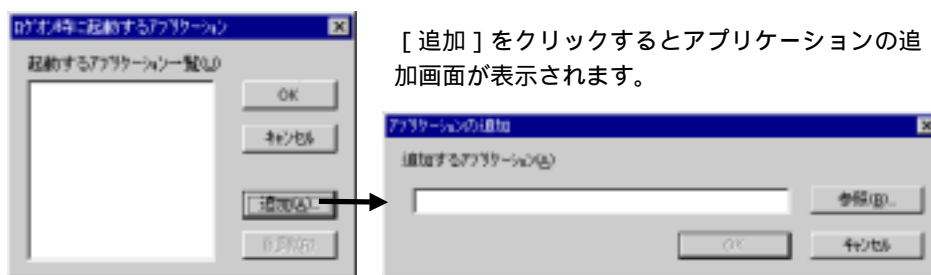 ログオン時に起動するアプリケーション
起動するアプリケーション一覧(L)
OK
キャンセル
追加(A)...
削除(R)
［追加］をクリックするとアプリケーションの追
加画面が表示されます。
アプリケーションの追加
追加するアプリケーション(A)
参照(B)...
OK
キャンセル